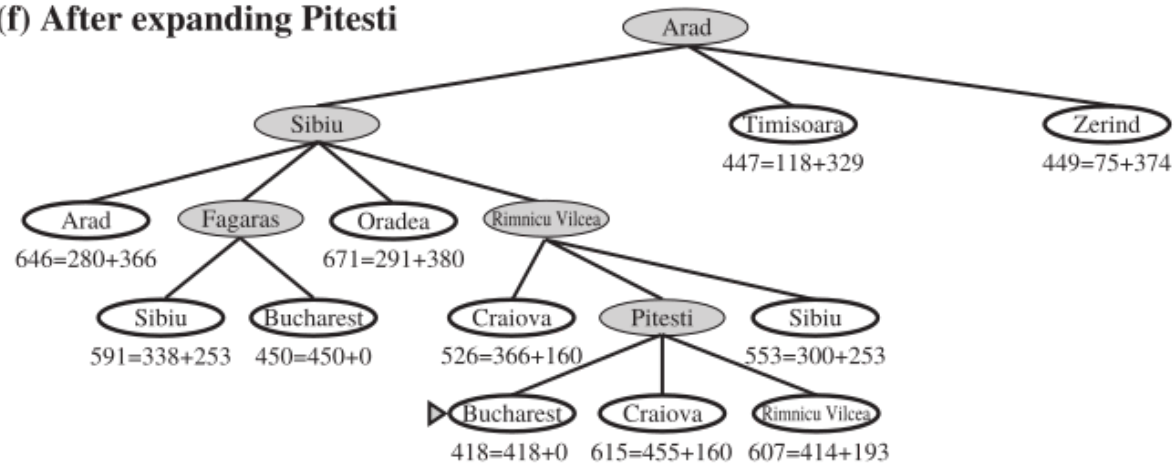 (f) After expanding Pitesti
Arad
Sibiu
Timisoara
Zerind
447=118+329
449=75+374
Arad
Fagaras
Oradea
Rimnicu Vilcea
646=280+366
671=291+380
Sibiu
Bucharest
Craiova
Pitesti
Sibiu
591=338+253
450=450+0
526=366+160
553=300+253
Bucharest
Craiova
Rimnicu Vilcea
418=418+0
615=455+160
607=414+193